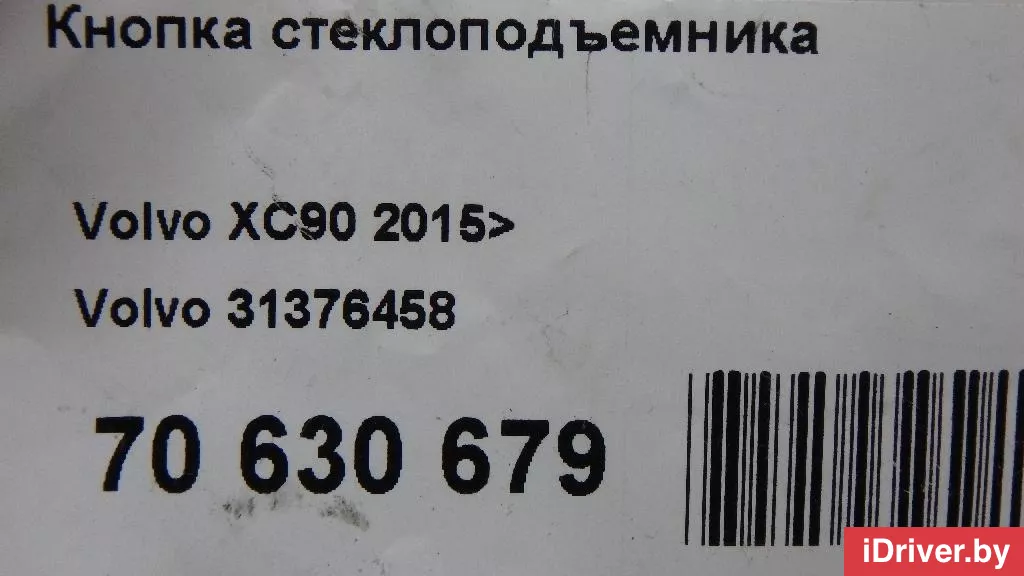 Кнопка стеклоподъемника
Volvo XC90 2015>
Volvo 31376458
70 630 679
iDriver.by